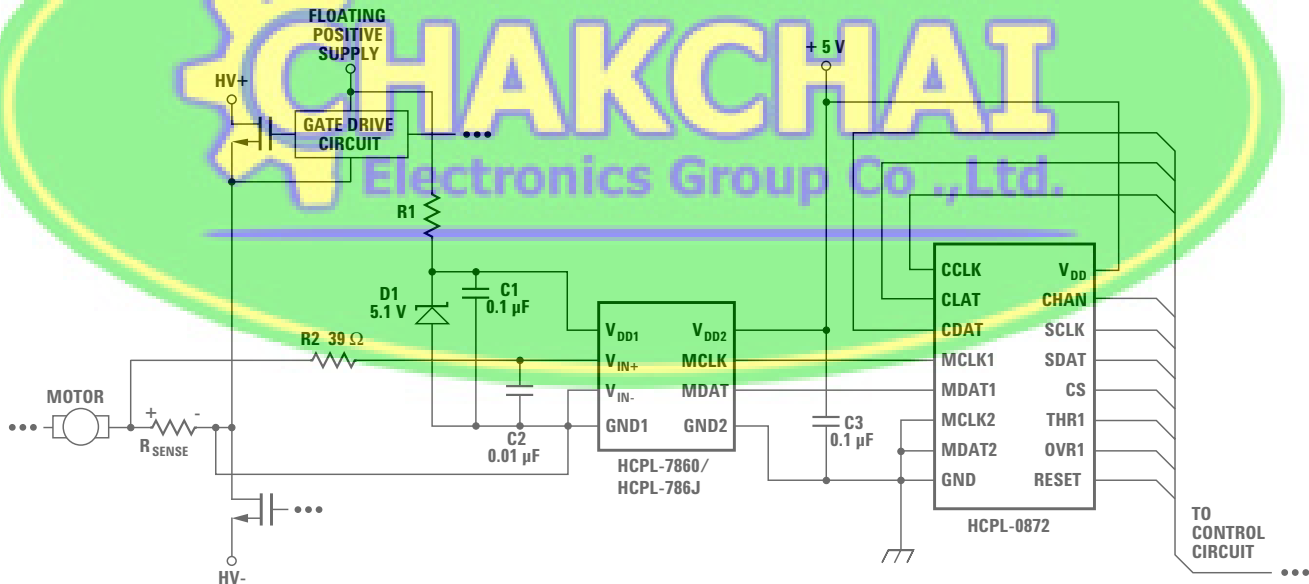 CHAKCHAI
Electronics Group Co .,Ltd.
FLOATING
POSITIVE
SUPPLY
HV+
GATE DRIVE
CIRCUIT
•••
+ 5 V
R1
D1
5.1 V
C1
0.1 µF
R2 39 Ω
MOTOR
•••
+ -
RSENSE
C2
0.01 µF
VDD1
VIN+
VIN-
GND1
VDD2
MCLK
MDAT
GND2
HCPL-7860/
HCPL-786J
C3
0.1 µF
CCLK
CLAT
CDAT
MCLK1
MDAT1
MCLK2
MDAT2
GND
VDD
CHAN
SCLK
SDAT
CS
THR1
OVR1
RESET
HCPL-0872
TO
CONTROL
CIRCUIT
•••
•••
HV-